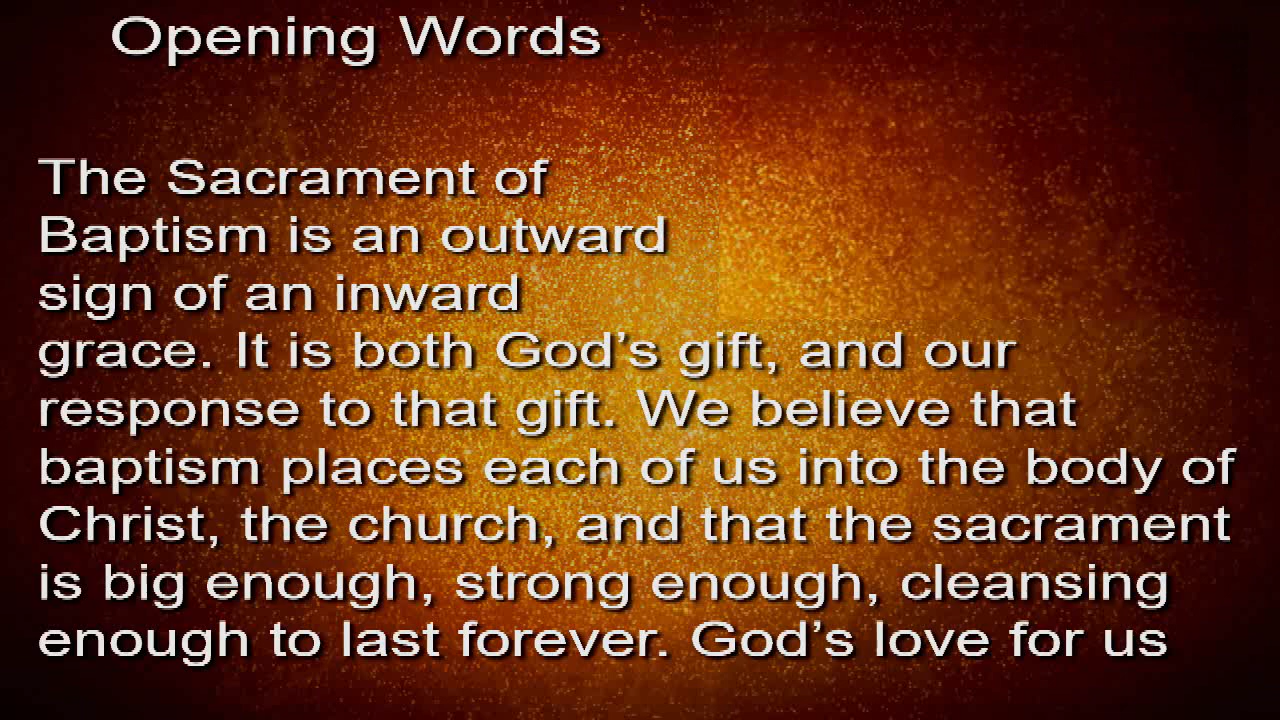 Opening Words
The Sacrament of
Baptism is an outward
sign of an inward
grace. It is both God’s gift, and our
response to that gift. We believe that
baptism places each of us into the body of
Christ, the church, and that the sacrament
is big enough, strong enough, cleansing
enough to last forever. God’s love for us